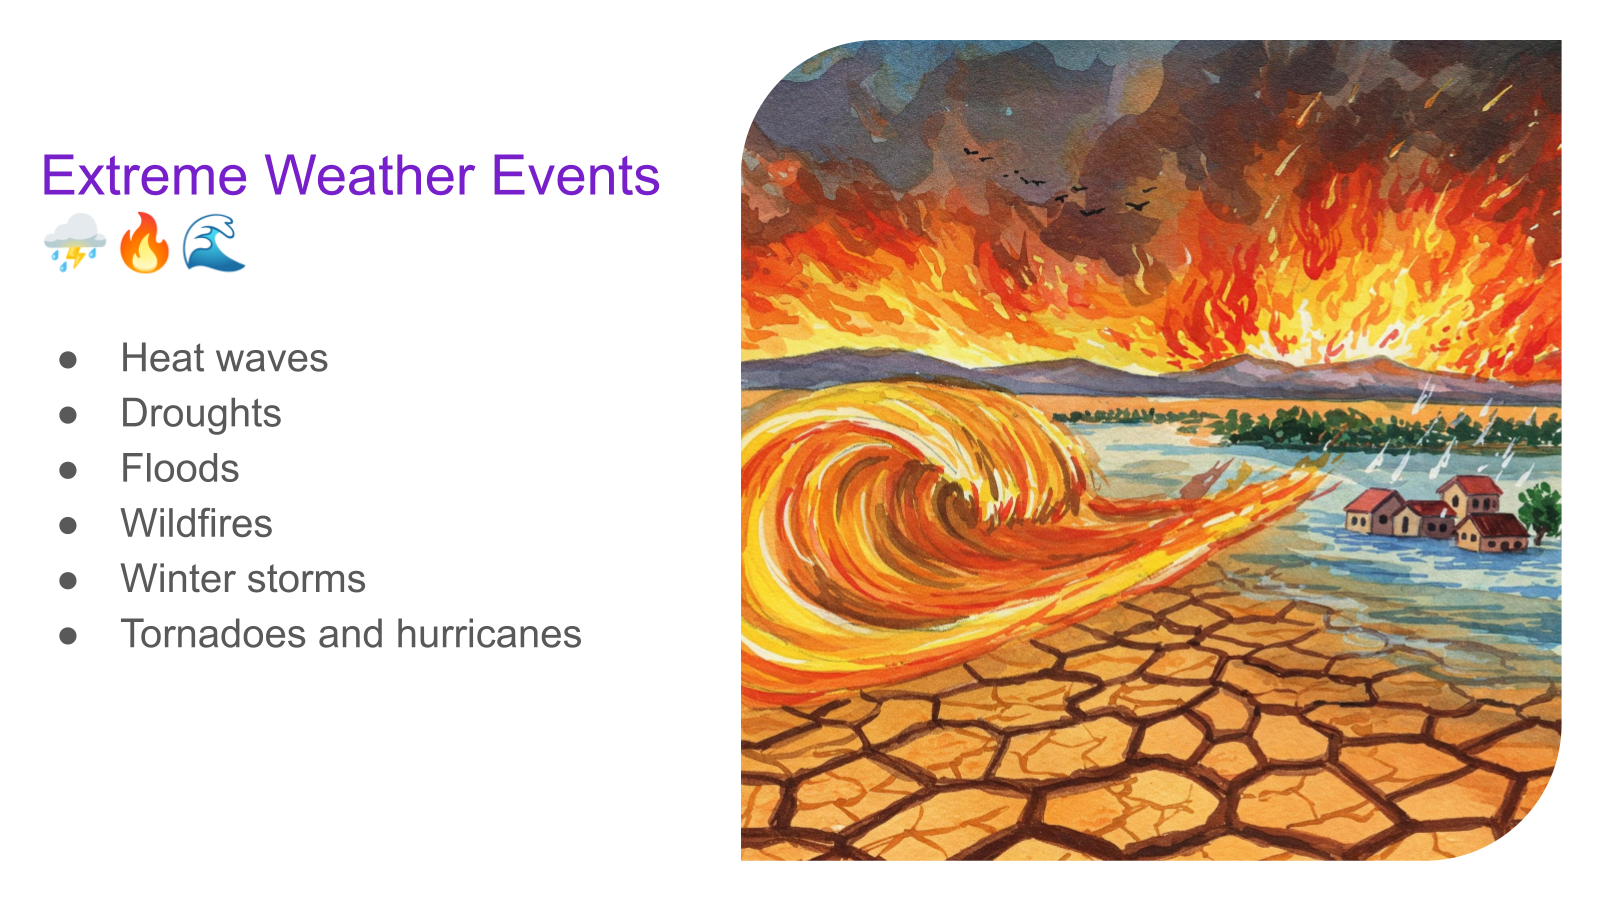 Extreme Weather Events
⛈️🔥🌊
● Heat waves
● Droughts
● Floods
● Wildfires
● Winter storms
● Tornadoes and hurricanes